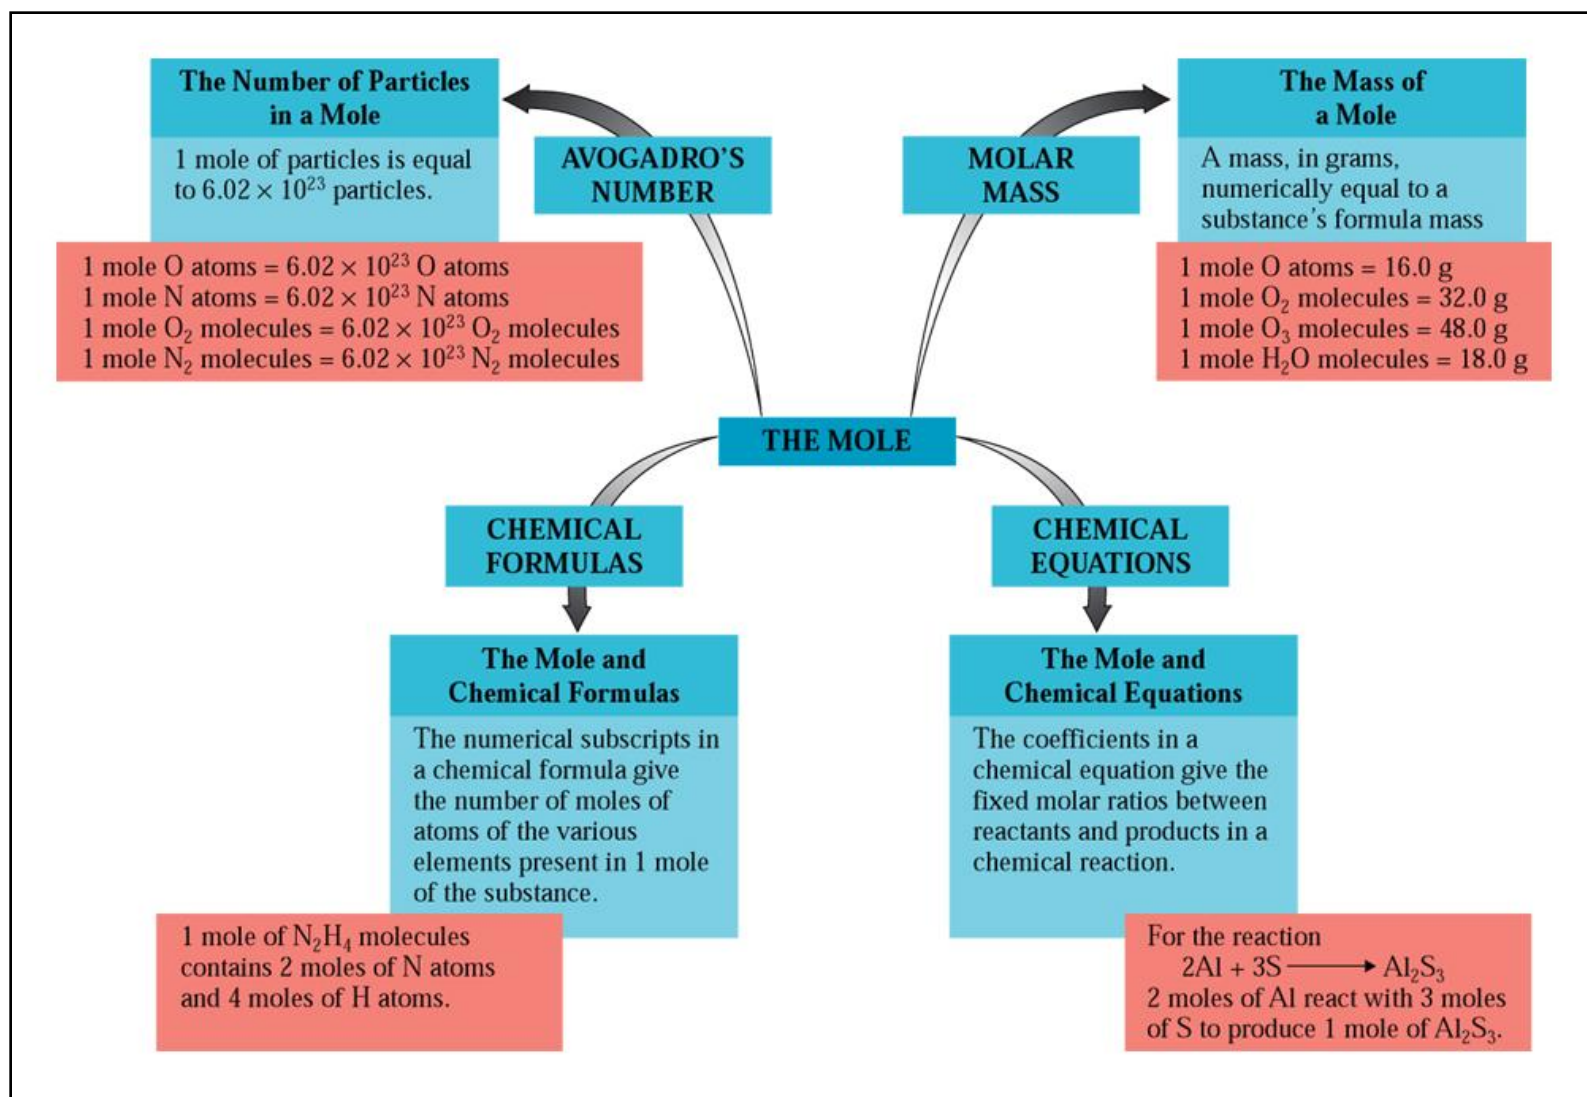 The Number of Particles
in a Mole
1 mole of particles is equal
to 6.02 × 10²³ particles.
1 mole O atoms = 6.02 × 10²³ O atoms
1 mole N atoms = 6.02 × 10²³ N atoms
1 mole O₂ molecules = 6.02 × 10²³ O₂ molecules
1 mole N₂ molecules = 6.02 × 10²³ N₂ molecules
AVOGADRO’S
NUMBER
MOLAR
MASS
The Mass of
a Mole
A mass, in grams,
numerically equal to a
substance’s formula mass
1 mole O atoms = 16.0 g
1 mole O₂ molecules = 32.0 g
1 mole O₃ molecules = 48.0 g
1 mole H₂O molecules = 18.0 g
THE MOLE
CHEMICAL
FORMULAS
The Mole and
Chemical Formulas
The numerical subscripts in
a chemical formula give
the number of moles of
atoms of the various
elements present in 1 mole
of the substance.
1 mole of N₂H₄ molecules
contains 2 moles of N atoms
and 4 moles of H atoms.
CHEMICAL
EQUATIONS
The Mole and
Chemical Equations
The coefficients in a
chemical equation give the
fixed molar ratios between
reactants and products in a
chemical reaction.
For the reaction
2Al + 3S ⟶ Al₂S₃
2 moles of Al react with 3 moles
of S to produce 1 mole of Al₂S₃.